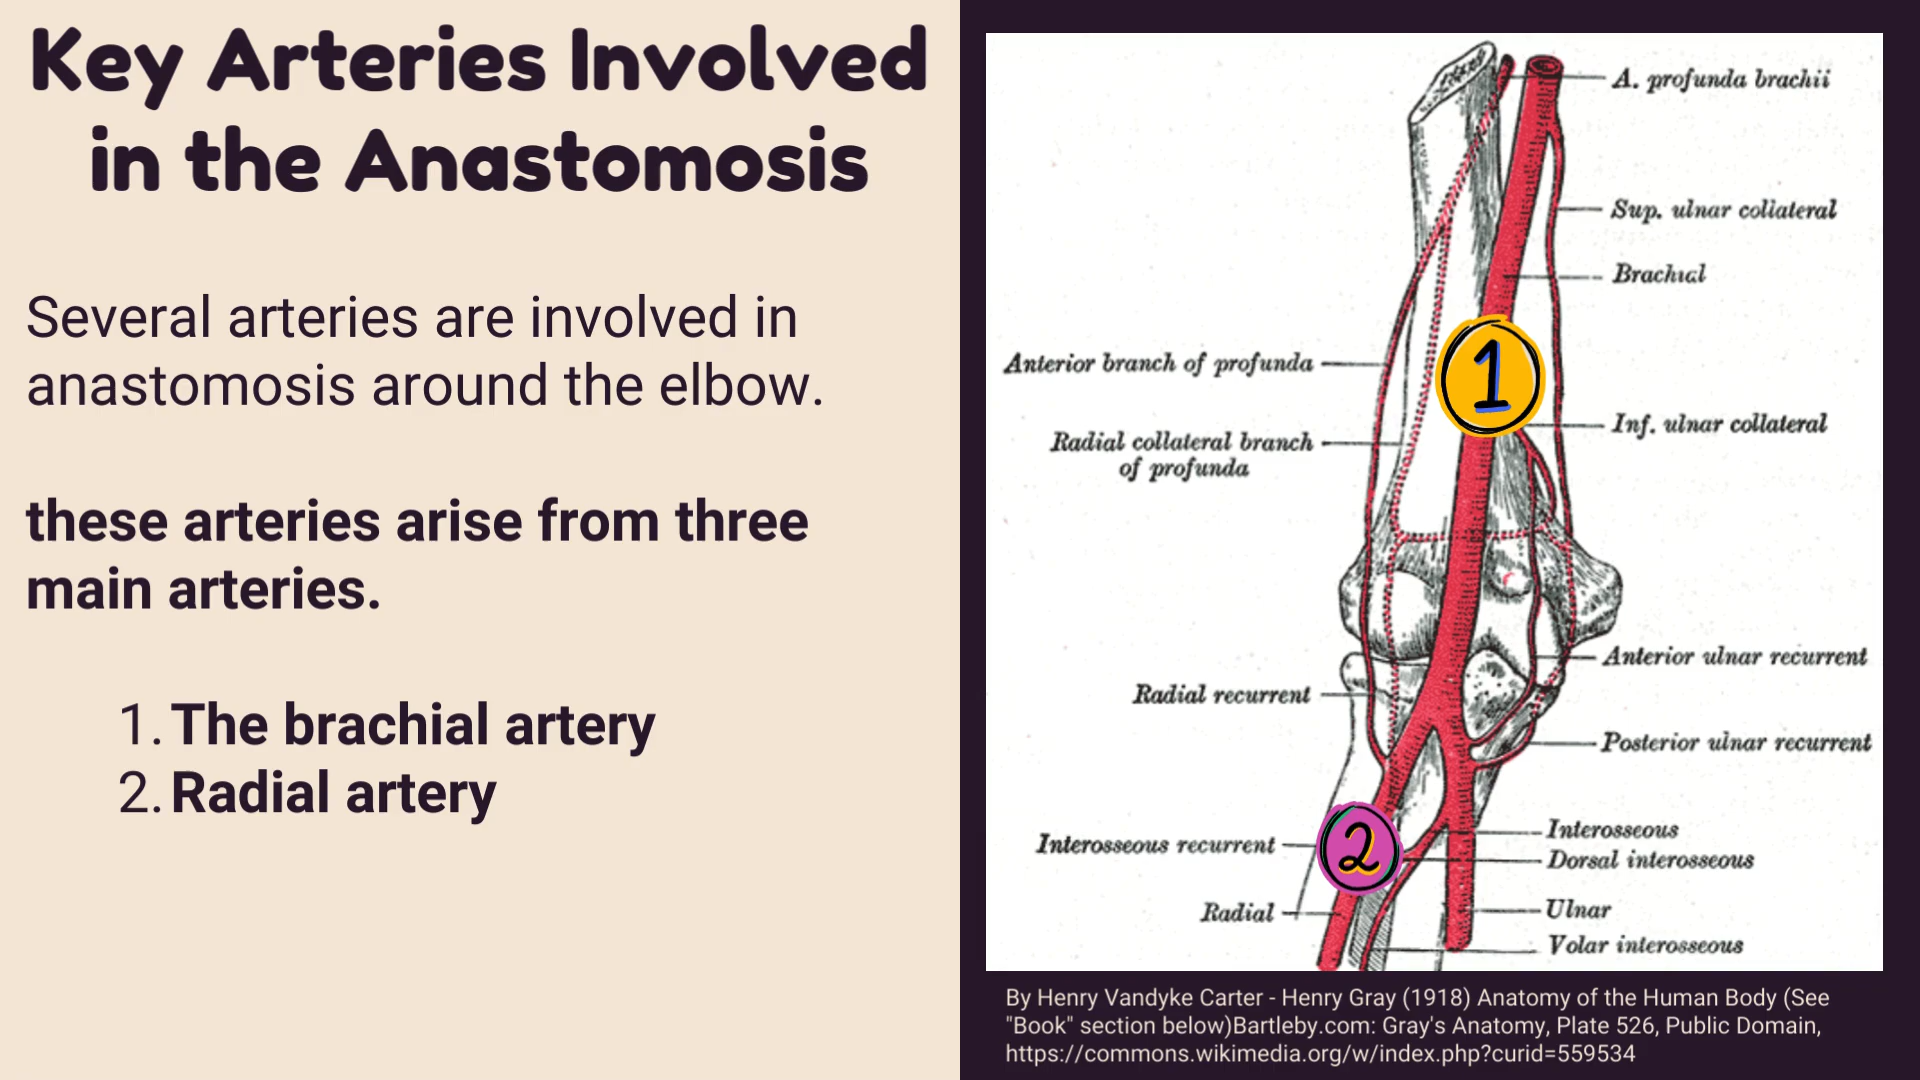 Key Arteries Involved
in the Anastomosis
Several arteries are involved in
anastomosis around the elbow.
these arteries arise from three
main arteries.
1. The brachial artery
2. Radial artery
A. profunda brachii
Sup. ulnar collateral
Brachial
Anterior branch of profunda
1
Radial collateral branch
of profunda
Inf. ulnar collateral
Anterior ulnar recurrent
Radial recurrent
Posterior ulnar recurrent
Interosseous recurrent
2
Interosseous
Dorsal interosseous
Radial
Ulnar
Volar interosseous
By Henry Vandyke Carter - Henry Gray (1918) Anatomy of the Human Body (See
"Book" section below)Bartleby.com: Gray's Anatomy, Plate 526, Public Domain,
https://commons.wikimedia.org/w/index.php?curid=559534